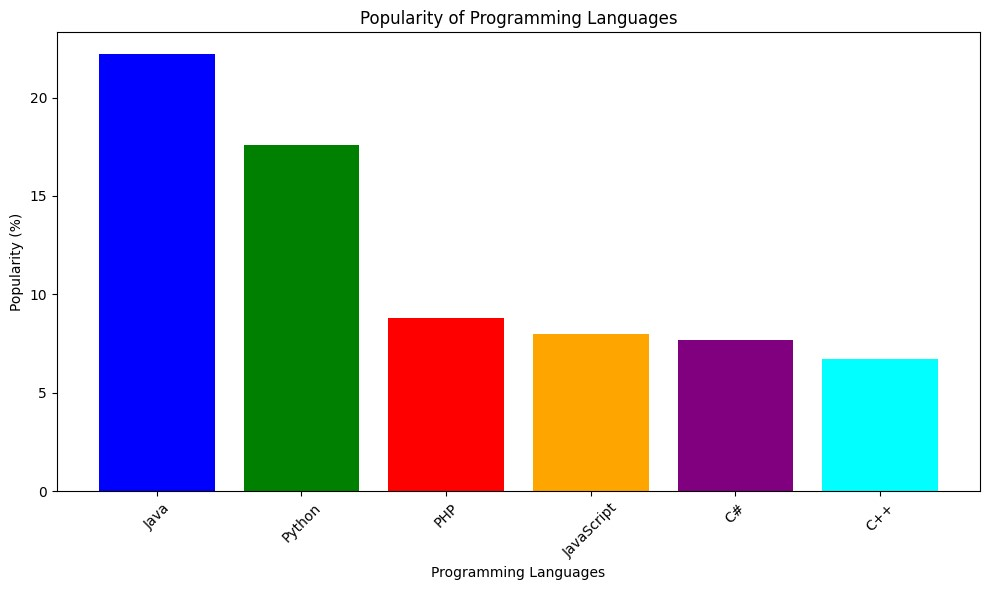 Popularity of Programming Languages
Popularity (%)
20
15
10
5
0
Java
Python
PHP
JavaScript
C#
C++
Programming Languages